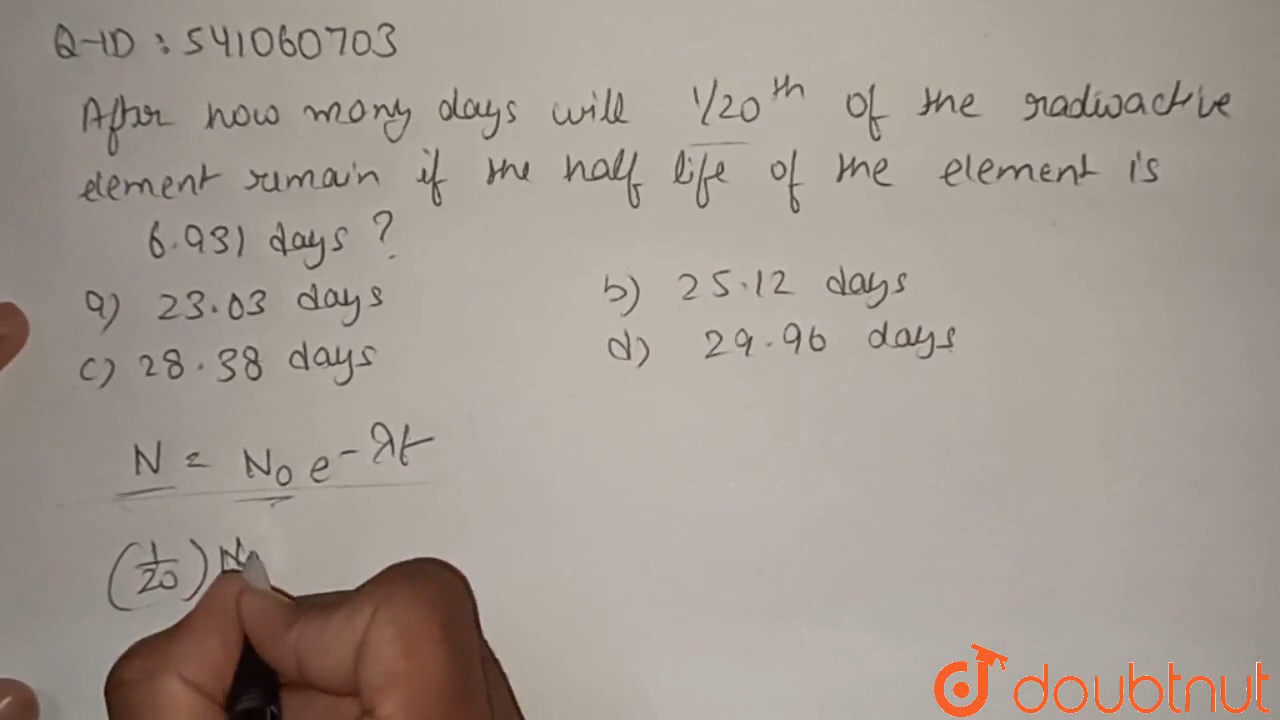 Q-ID : 541060703
After how many days will 1/20th of the radioactive
element remain if the half life of the element is
6.931 days ?
a) 23.03 days b) 25.12 days
c) 28.38 days d) 29.96 days
N = N₀ e^-λt
(1/20) N
doubtnut